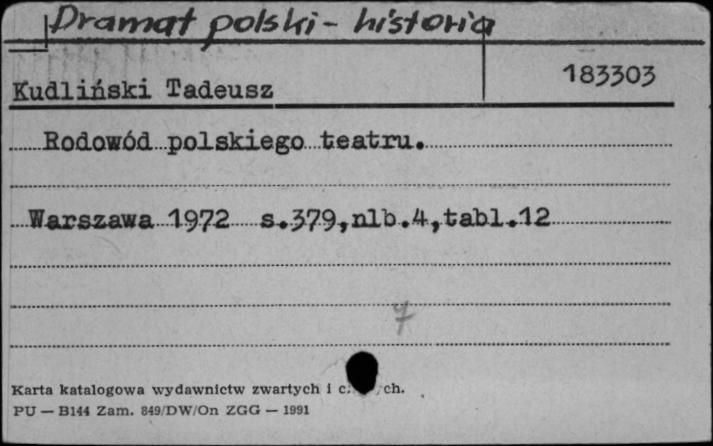 Dramat polski - historia
183303
Kudliński Tadeusz
Rodowód polskiego teatru.
Warszawa 1972 s.379,nlb.4,tabl.12
7
Karta katalogowa wydawnictw zwartych i
PU — B144 Zam. 849/DW/On ZGG — 1991